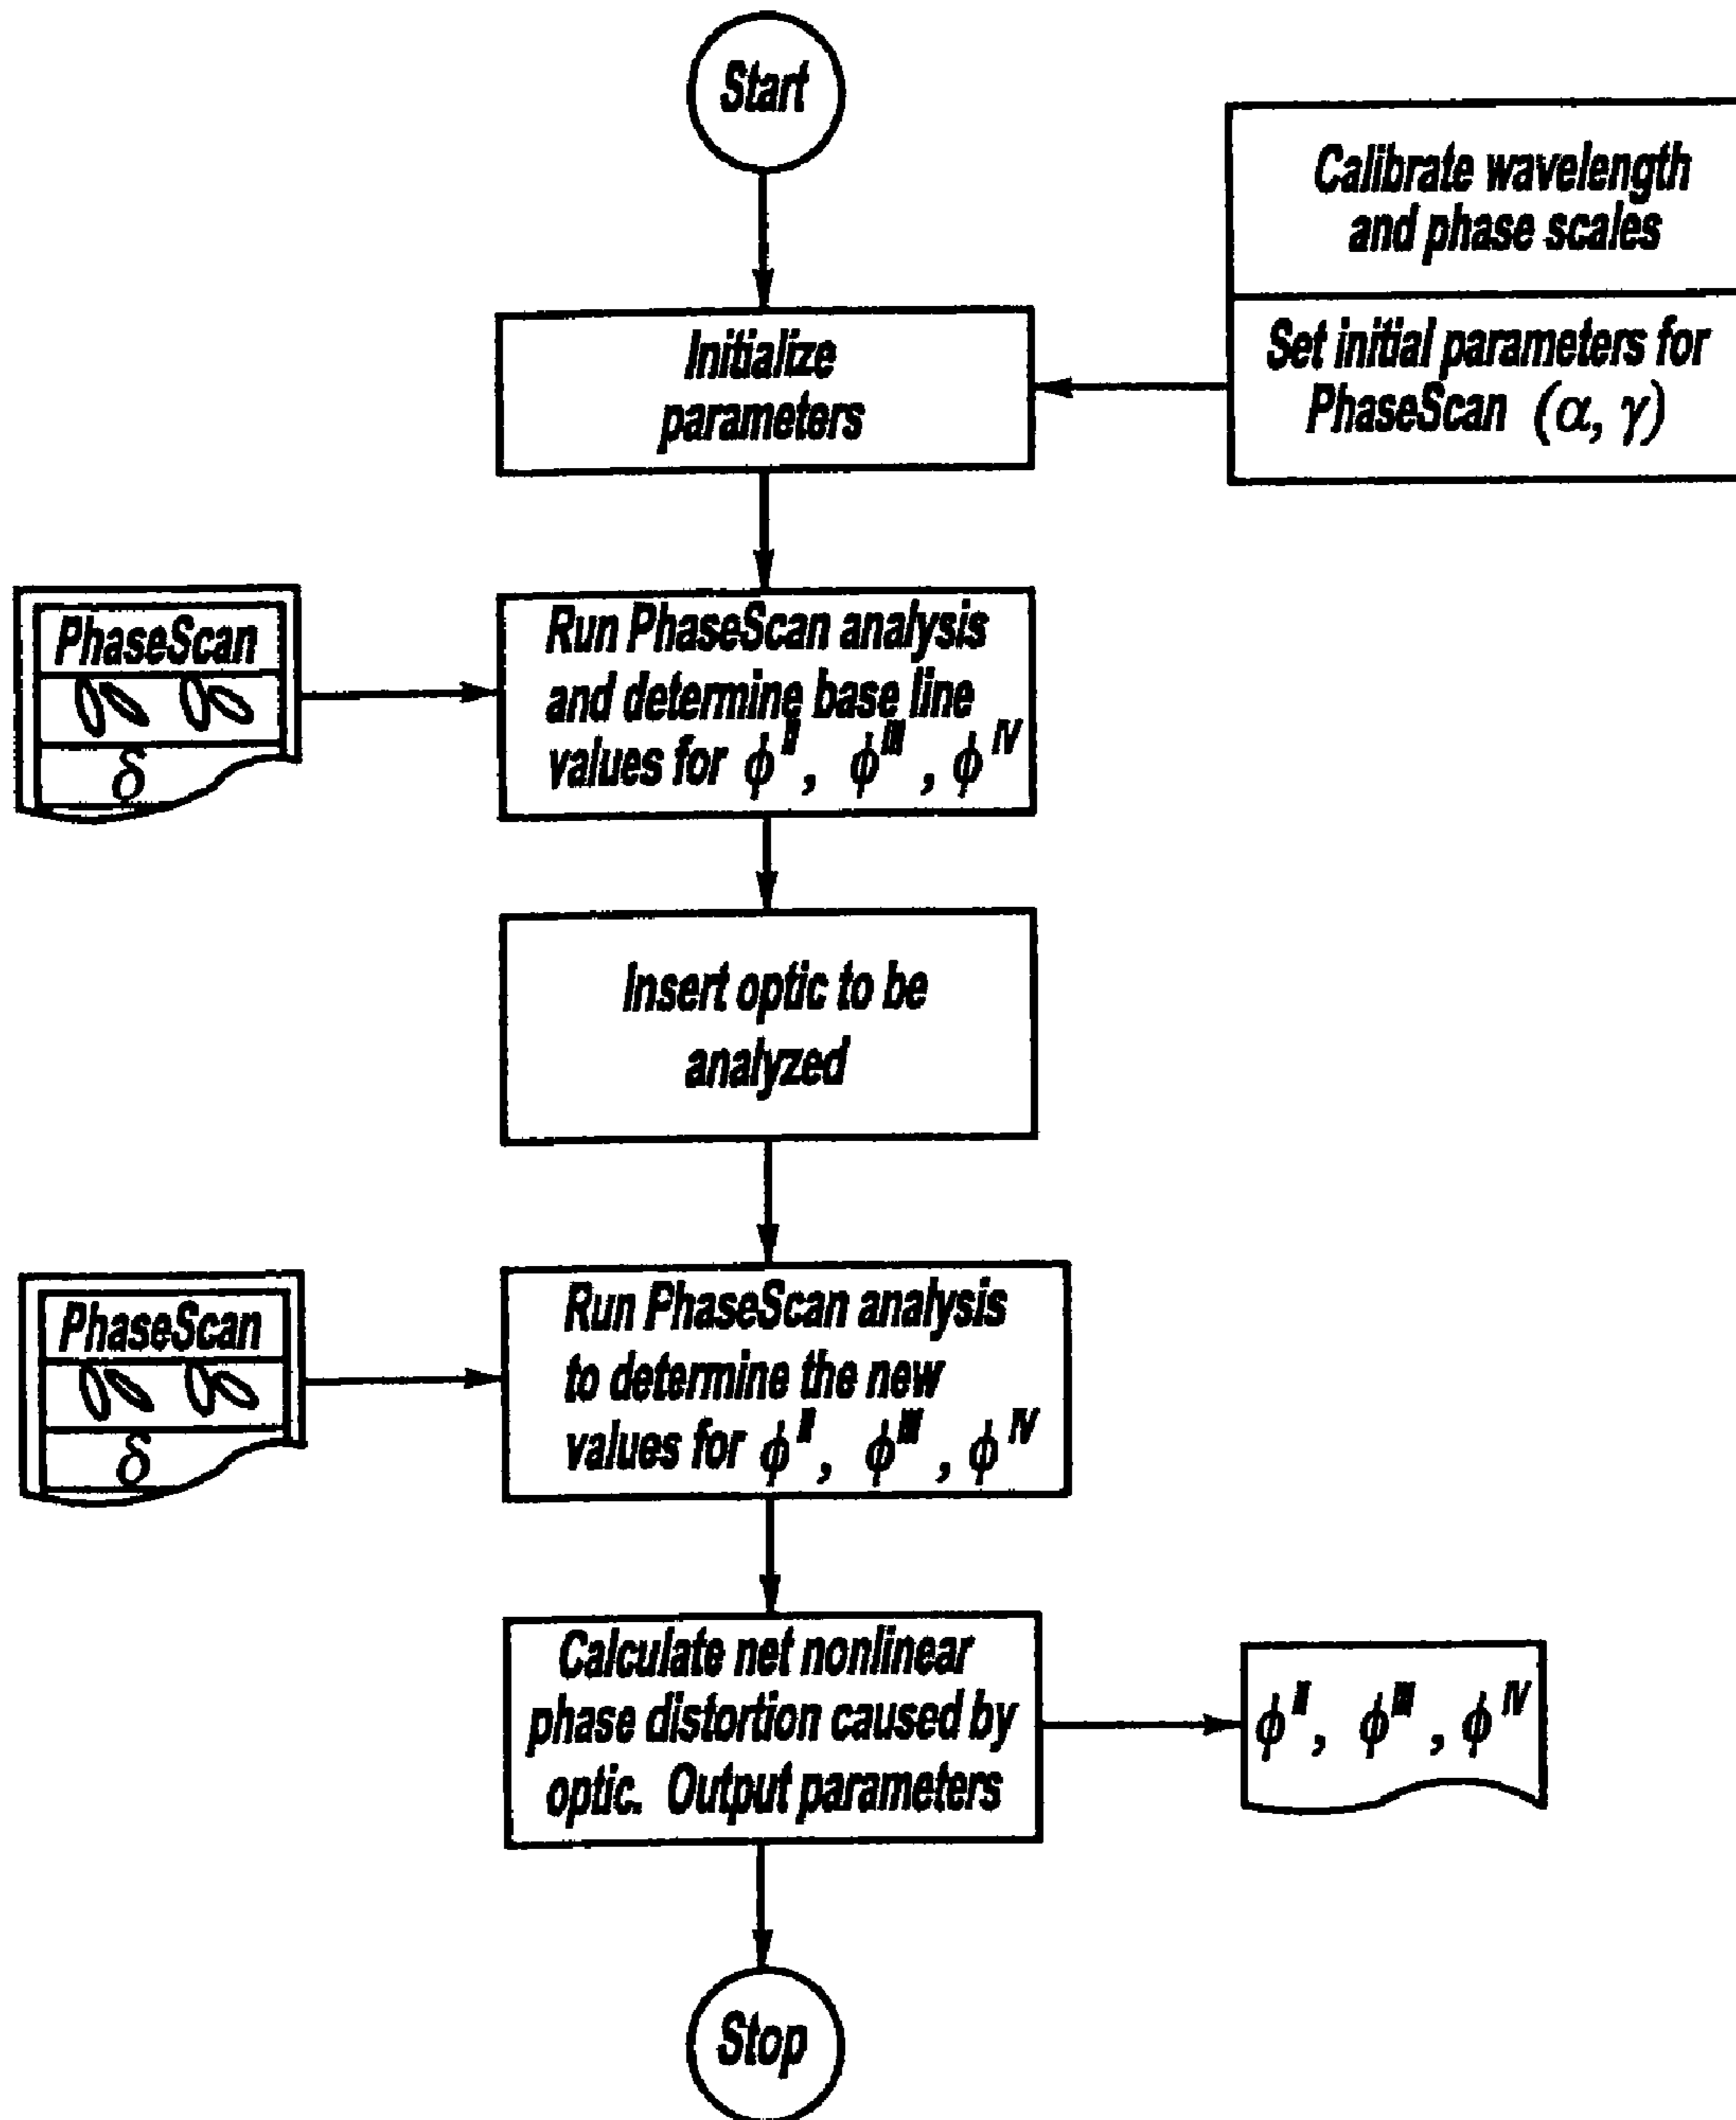 Start
Calibrate wavelength
and phase scales
Initialize
parameters
Set initial parameters for
PhaseScan (α, γ)
PhaseScan
δ
Run PhaseScan analysis
and determine base line
values for ϕ^II, ϕ^III, ϕ^IV
Insert optic to be
analyzed
PhaseScan
δ
Run PhaseScan analysis
to determine the new
values for ϕ^II, ϕ^III, ϕ^IV
Calculate net nonlinear
phase distortion caused by
optic. Output parameters
ϕ^II, ϕ^III, ϕ^IV
Stop